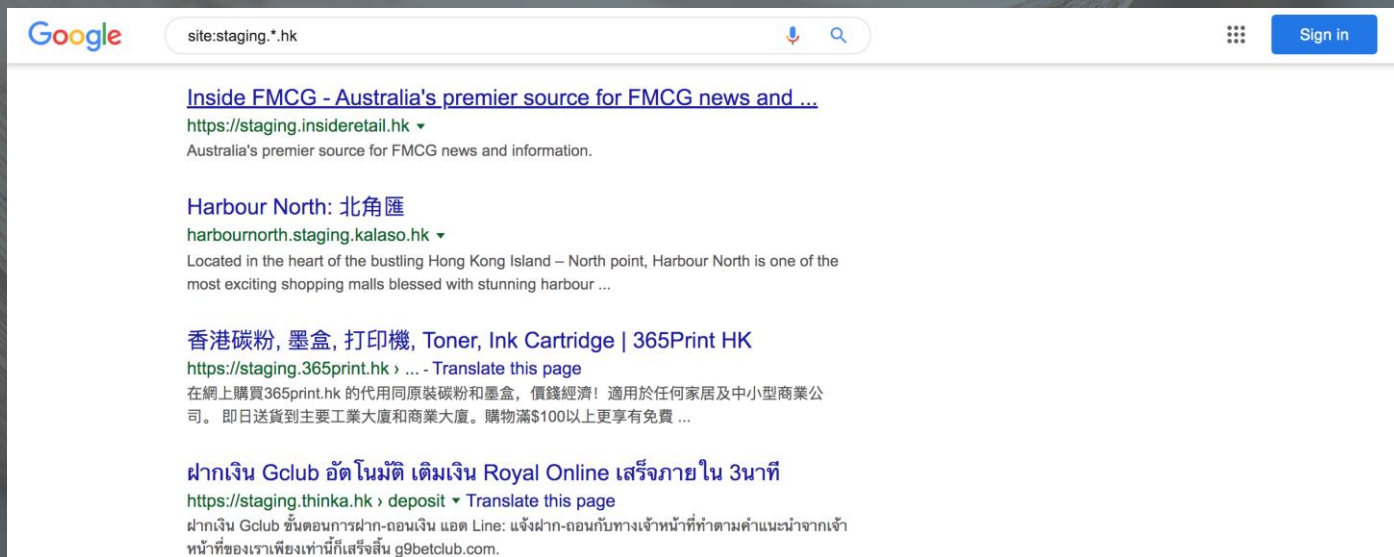 Google
site:staging.*.hk
Sign in
Inside FMCG - Australia's premier source for FMCG news and ...
https://staging.insideretail.hk
Australia's premier source for FMCG news and information.
Harbour North: 北角匯
harbournorth.staging.kalaso.hk
Located in the heart of the bustling Hong Kong Island – North point, Harbour North is one of the
most exciting shopping malls blessed with stunning harbour ...
香港碳粉, 墨盒, 打印機, Toner, Ink Cartridge | 365Print HK
https://staging.365print.hk › ... - Translate this page
在網上購買365print.hk 的代用同原裝碳粉和墨盒，價錢經濟！適用於任何家居及中小型商業公
司。 即日送貨到主要工業大廈和商業大廈。購物滿$100以上更享有免費 ...
ฝากเงิน Gclub อัตโนมัติ เติมเงิน Royal Online เสร็จภายใน 3นาที
https://staging.thinka.hk › deposit Translate this page
ฝากเงิน Gclub ขั้นตอนการฝาก-ถอนเงิน แอด Line: แจ้งฝาก-ถอนกับทางเจ้าหน้าที่ทำตามคำแนะนำจากเจ้า
หน้าที่ของเราเพียงเท่านี้ก็เสร็จสิ้น g9betclub.com.